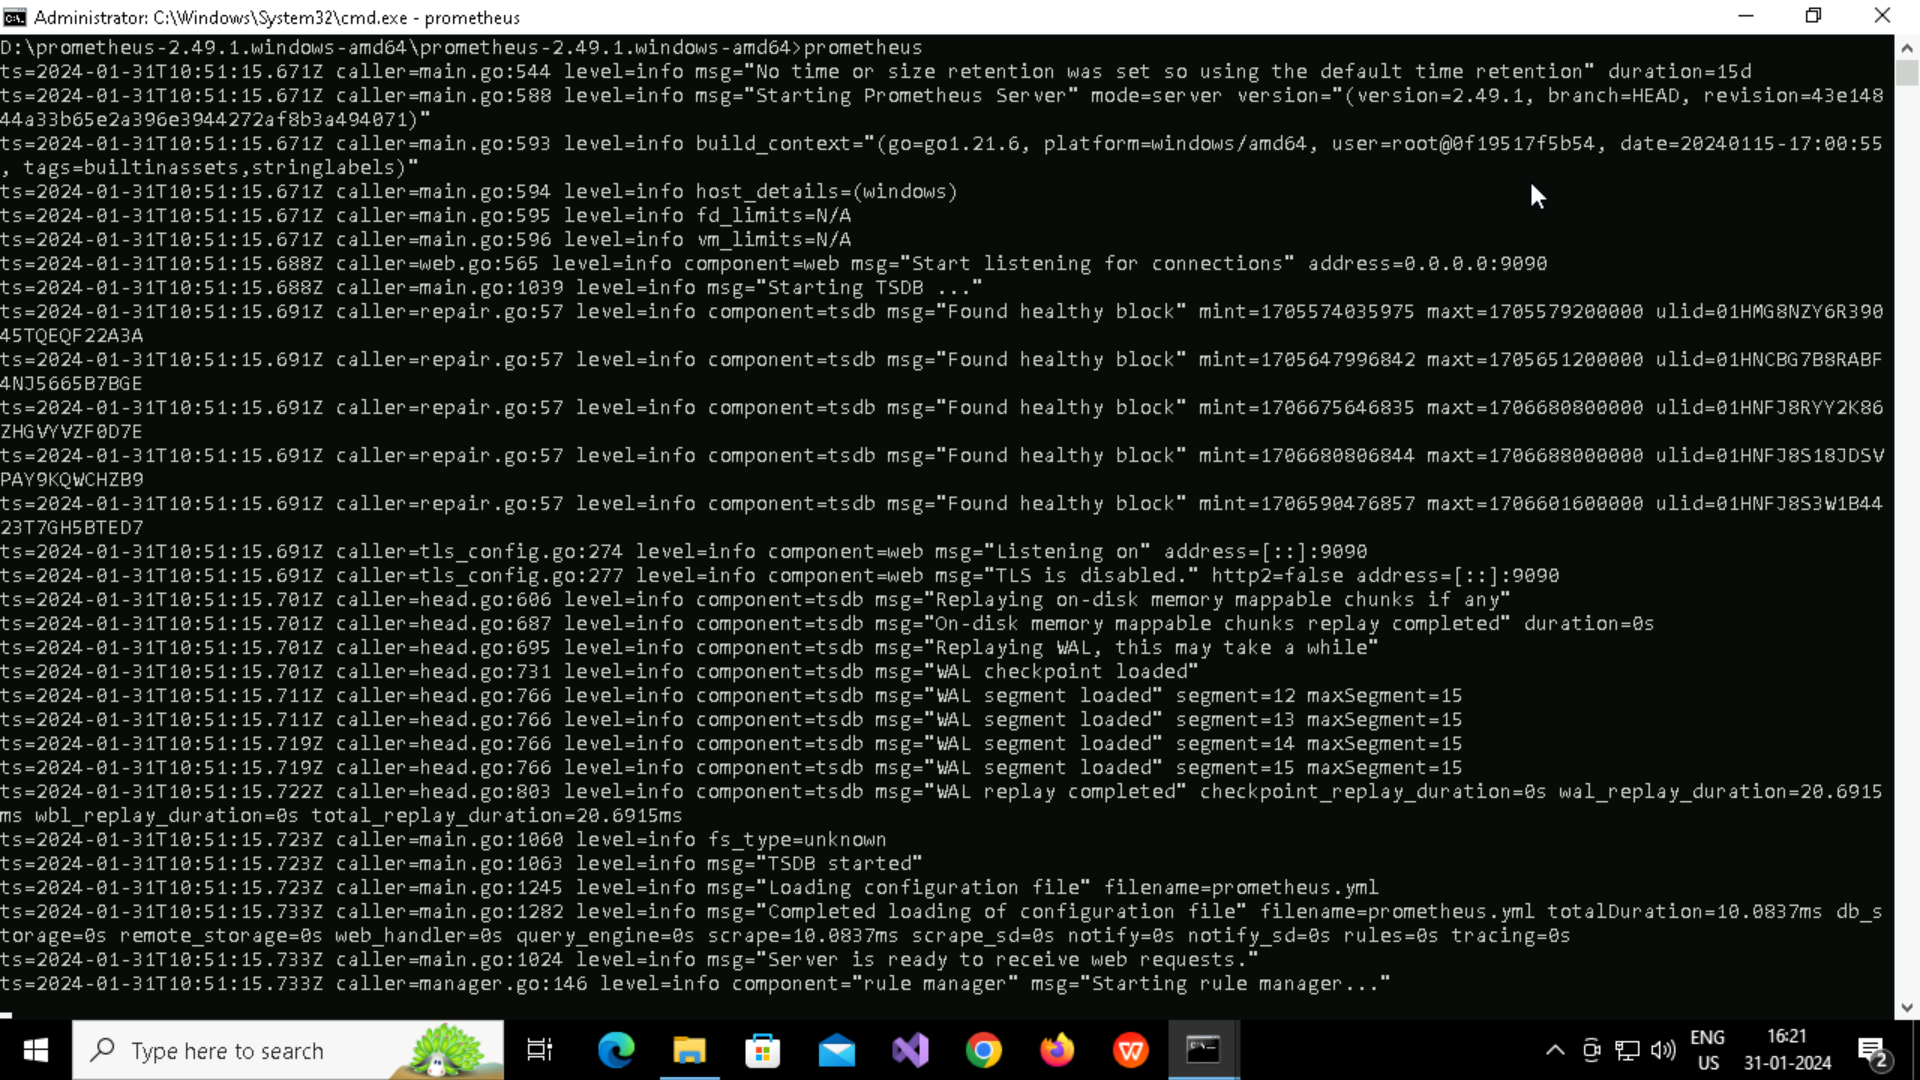 Administrator: C:\Windows\System32\cmd.exe - prometheus
D:\prometheus-2.49.1.windows-amd64\prometheus-2.49.1.windows-amd64>prometheus
ts=2024-01-31T10:51:15.671Z caller=main.go:544 level=info msg="No time or size retention was set so using the default time retention" duration=15d
ts=2024-01-31T10:51:15.671Z caller=main.go:588 level=info msg="Starting Prometheus Server" mode=server version="(version=2.49.1, branch=HEAD, revision=43e148
44a33b65e2a396e3944272af8b3a494071)"
ts=2024-01-31T10:51:15.671Z caller=main.go:593 level=info build_context="(go=go1.21.6, platform=windows/amd64, user=root@0f19517f5b54, date=20240115-17:00:55
, tags=builtinassets,stringlabels)"
ts=2024-01-31T10:51:15.671Z caller=main.go:594 level=info host_details=(windows)
ts=2024-01-31T10:51:15.671Z caller=main.go:595 level=info fd_limits=N/A
ts=2024-01-31T10:51:15.671Z caller=main.go:596 level=info vm_limits=N/A
ts=2024-01-31T10:51:15.688Z caller=web.go:565 level=info component=web msg="Start listening for connections" address=0.0.0.0:9090
ts=2024-01-31T10:51:15.688Z caller=main.go:1039 level=info msg="Starting TSDB ..."
ts=2024-01-31T10:51:15.691Z caller=repair.go:57 level=info component=tsdb msg="Found healthy block" mint=1705574035975 maxt=1705579200000 ulid=01HMG8NZY6R390
45TQEQF22A3A
ts=2024-01-31T10:51:15.691Z caller=repair.go:57 level=info component=tsdb msg="Found healthy block" mint=1705647996842 maxt=1705651200000 ulid=01HNCBG7B8RABF
4NJ5665B7BGE
ts=2024-01-31T10:51:15.691Z caller=repair.go:57 level=info component=tsdb msg="Found healthy block" mint=1706675646835 maxt=1706680800000 ulid=01HNFJ8RYY2K86
ZHGVYVZF0D7E
ts=2024-01-31T10:51:15.691Z caller=repair.go:57 level=info component=tsdb msg="Found healthy block" mint=1706680806844 maxt=1706688000000 ulid=01HNFJ8S18JDSV
PAY9KQWCHZB9
ts=2024-01-31T10:51:15.691Z caller=repair.go:57 level=info component=tsdb msg="Found healthy block" mint=1706590476857 maxt=1706601600000 ulid=01HNFJ8S3W1B44
23T7GH5BTED7
ts=2024-01-31T10:51:15.691Z caller=tls_config.go:274 level=info component=web msg="Listening on" address=[::]:9090
ts=2024-01-31T10:51:15.691Z caller=tls_config.go:277 level=info component=web msg="TLS is disabled." http2=false address=[::]:9090
ts=2024-01-31T10:51:15.701Z caller=head.go:606 level=info component=tsdb msg="Replaying on-disk memory mappable chunks if any"
ts=2024-01-31T10:51:15.701Z caller=head.go:687 level=info component=tsdb msg="On-disk memory mappable chunks replay completed" duration=0s
ts=2024-01-31T10:51:15.701Z caller=head.go:695 level=info component=tsdb msg="Replaying WAL, this may take a while"
ts=2024-01-31T10:51:15.701Z caller=head.go:731 level=info component=tsdb msg="WAL checkpoint loaded"
ts=2024-01-31T10:51:15.711Z caller=head.go:766 level=info component=tsdb msg="WAL segment loaded" segment=12 maxSegment=15
ts=2024-01-31T10:51:15.711Z caller=head.go:766 level=info component=tsdb msg="WAL segment loaded" segment=13 maxSegment=15
ts=2024-01-31T10:51:15.719Z caller=head.go:766 level=info component=tsdb msg="WAL segment loaded" segment=14 maxSegment=15
ts=2024-01-31T10:51:15.719Z caller=head.go:766 level=info component=tsdb msg="WAL segment loaded" segment=15 maxSegment=15
ts=2024-01-31T10:51:15.722Z caller=head.go:803 level=info component=tsdb msg="WAL replay completed" checkpoint_replay_duration=0s wal_replay_duration=20.6915
ms wbl_replay_duration=0s total_replay_duration=20.6915ms
ts=2024-01-31T10:51:15.723Z caller=main.go:1060 level=info fs_type=unknown
ts=2024-01-31T10:51:15.723Z caller=main.go:1063 level=info msg="TSDB started"
ts=2024-01-31T10:51:15.723Z caller=main.go:1245 level=info msg="Loading configuration file" filename=prometheus.yml
ts=2024-01-31T10:51:15.733Z caller=main.go:1282 level=info msg="Completed loading of configuration file" filename=prometheus.yml totalDuration=10.0837ms db_s
torage=0s remote_storage=0s web_handler=0s query_engine=0s scrape=10.0837ms scrape_sd=0s notify=0s notify_sd=0s rules=0s tracing=0s
ts=2024-01-31T10:51:15.733Z caller=main.go:1024 level=info msg="Server is ready to receive web requests."
ts=2024-01-31T10:51:15.733Z caller=manager.go:146 level=info component="rule manager" msg="Starting rule manager..."
Type here to search
ENG
US
16:21
31-01-2024
2